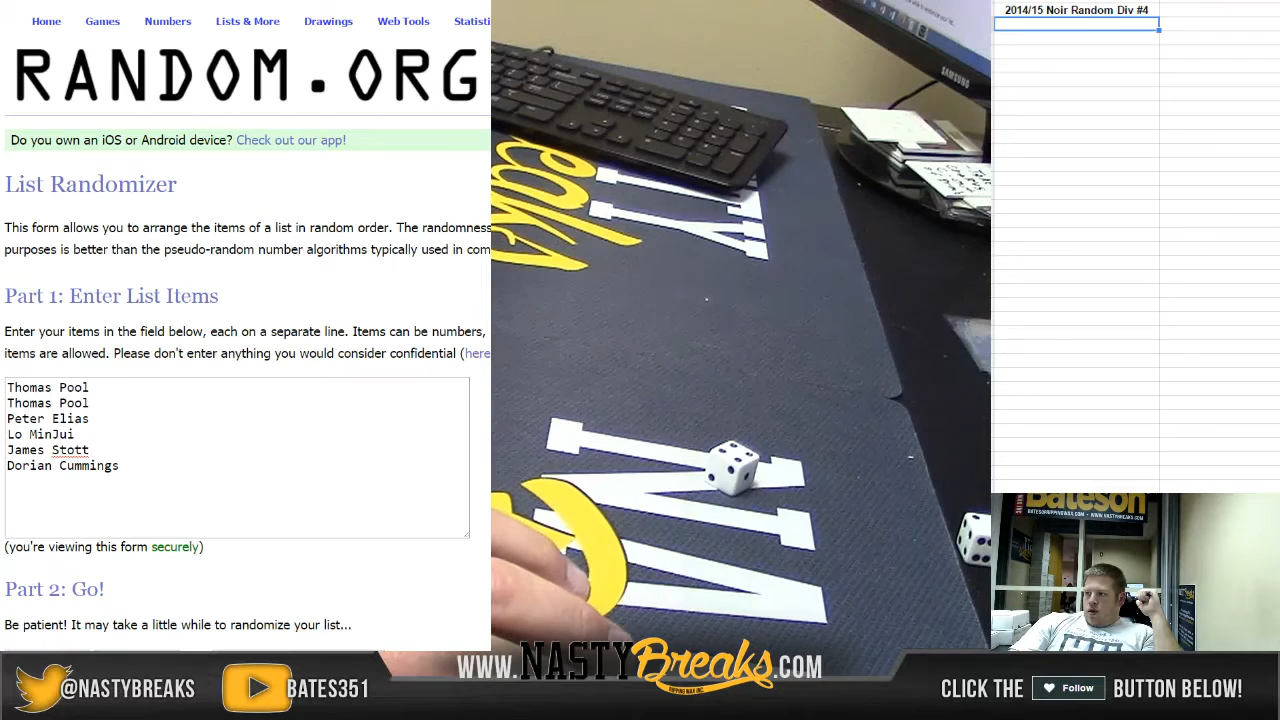 Home Games Numbers Lists & More Drawings Web Tools Statisti
RANDOM.ORG
Do you own an iOS or Android device? Check out our app!
List Randomizer
This form allows you to arrange the items of a list in random order. The randomness
purposes is better than the pseudo-random number algorithms typically used in com
Part 1: Enter List Items
Enter your items in the field below, each on a separate line. Items can be numbers,
items are allowed. Please don't enter anything you would consider confidential (here
Thomas Pool
Thomas Pool
Peter Elias
Lo MinJui
James Stott
Dorian Cummings
(you're viewing this form securely)
Part 2: Go!
Be patient! It may take a little while to randomize your list...
SAMSUNG
2014/15 Noir Random Div #4
Bateson
@NASTYBREAKS
BATES351
WWW.NASTYBreaks.COM
RIPPING WAX INC.
CLICK THE Follow BUTTON BELOW!